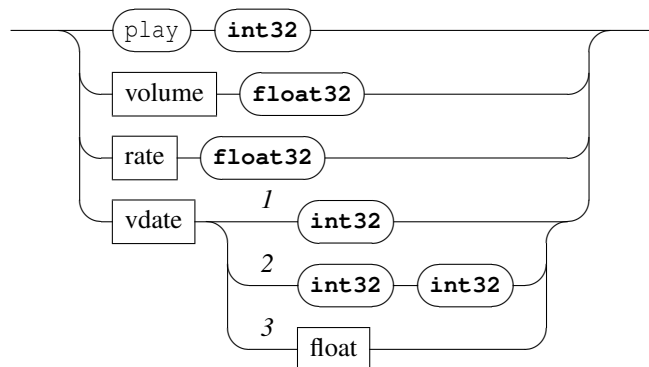 play int32
volume float32
rate float32
1
vdate int32
2
int32 int32
3
float